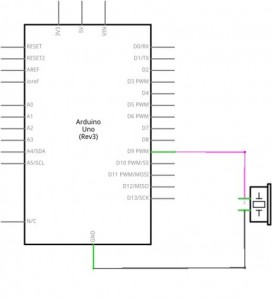 3V3
5V
VIN
RESET
RESET2
AREF
ioref
A0
A1
A2
A3
A4/SDA
A5/SCL
N/C
Arduino
Uno
(Rev3)
D0/RX
D1/TX
D2
D3 PWM
D4
D5 PWM
D6 PWM
D7
D8
D9 PWM
D10 PWM/SS
D11 PWM/MOSI
D12/MISO
D13/SCK
GND